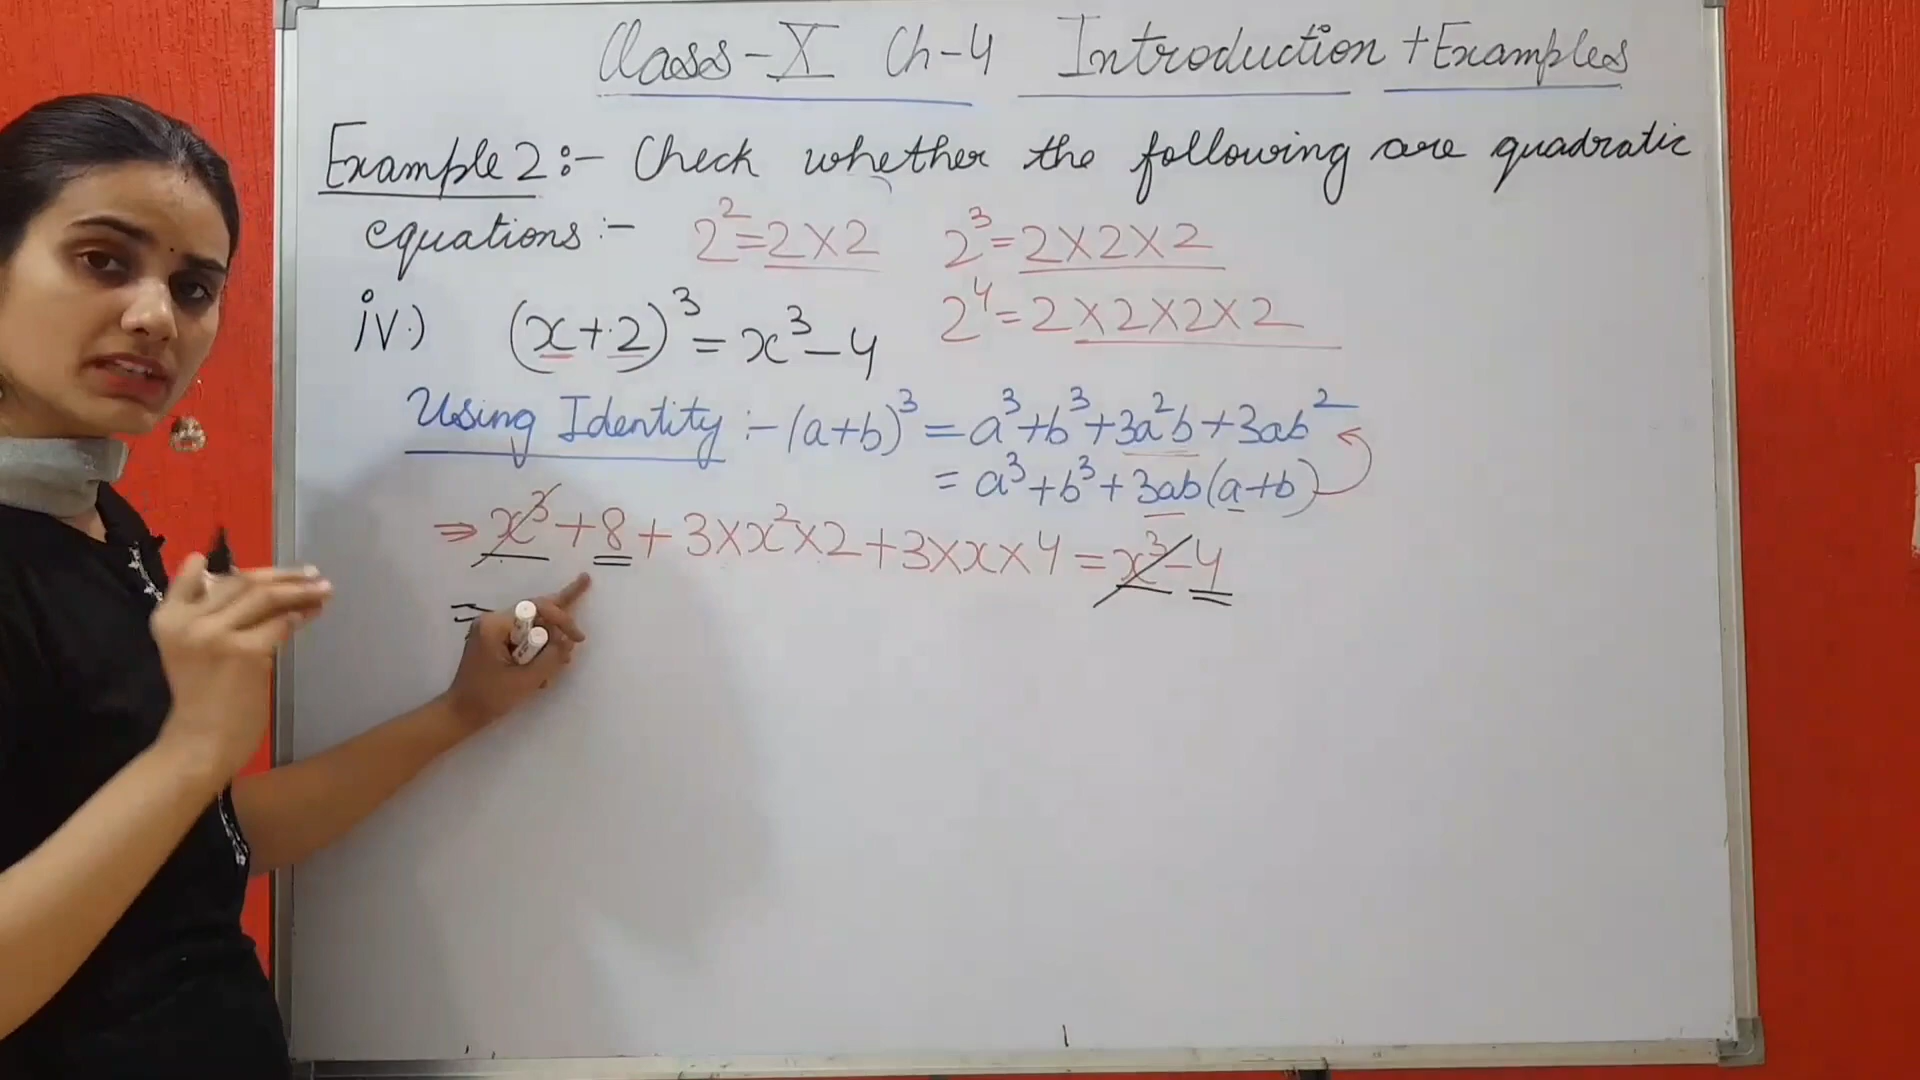 Class-X Ch-4 Introduction + Examples
Example 2:- Check whether the following are quadratic
equations:- 2²=2×2 2³=2×2×2
2⁴=2×2×2×2
iv.) (x+2)³=x³-4
Using Identity:-(a+b)³=a³+b³+3a²b+3ab²
=a³+b³+3ab(a+b)
⇒x³+8+3×x²×2+3×x×4=x³-4
=